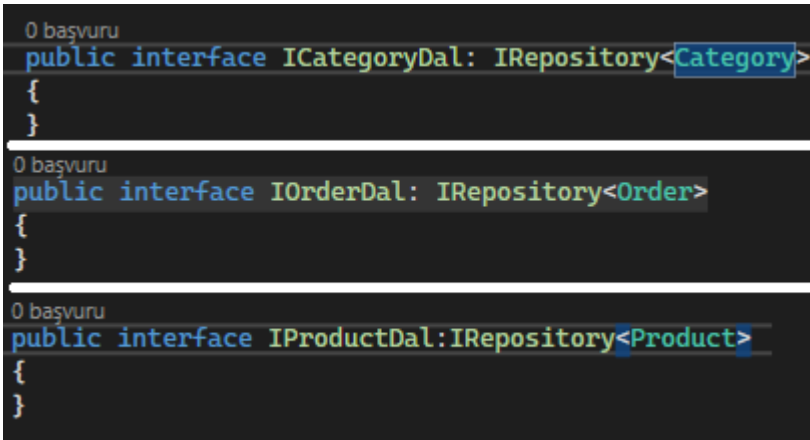 0 başvuru
public interface ICategoryDal: IRepository<Category>
{
}
0 başvuru
public interface IOrderDal: IRepository<Order>
{
}
0 başvuru
public interface IProductDal:IRepository<Product>
{
}